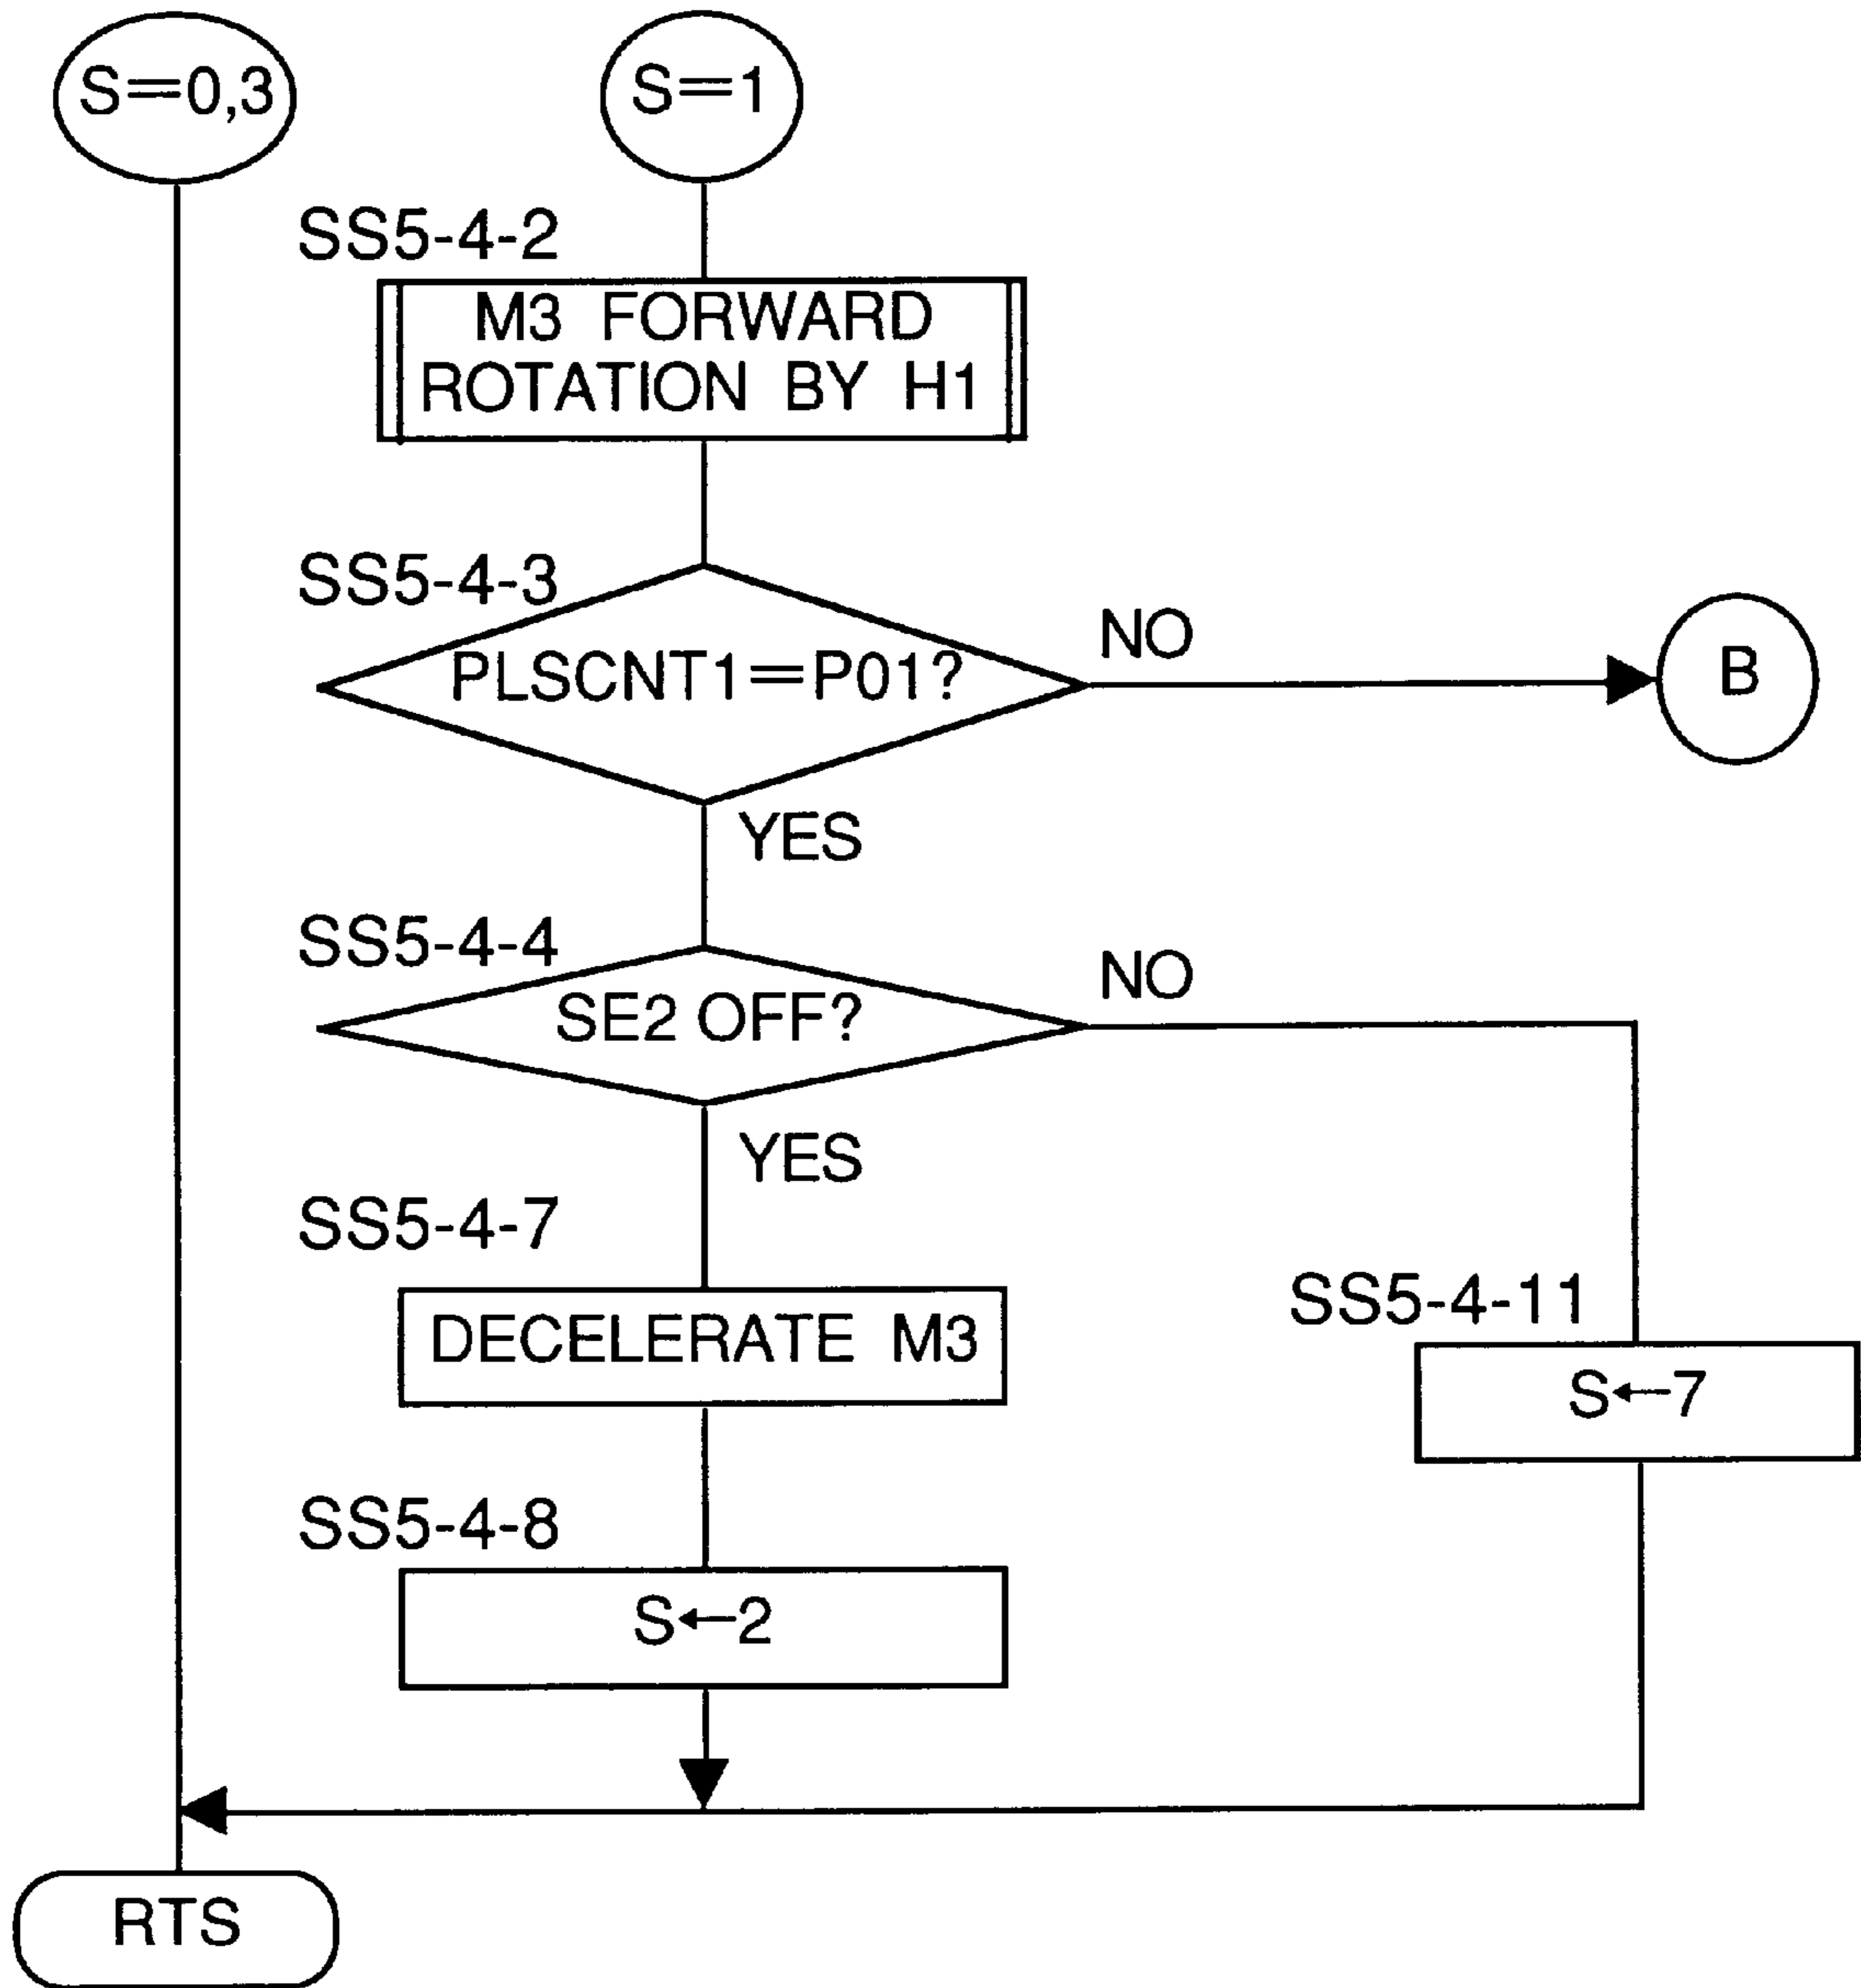 S=0,3
S=1
SS5-4-2
M3 FORWARD
ROTATION BY H1
SS5-4-3
PLSCNT1=P01?
NO
B
YES
SS5-4-4
SE2 OFF?
NO
YES
SS5-4-7
DECELERATE M3
SS5-4-11
S←7
SS5-4-8
S←2
RTS